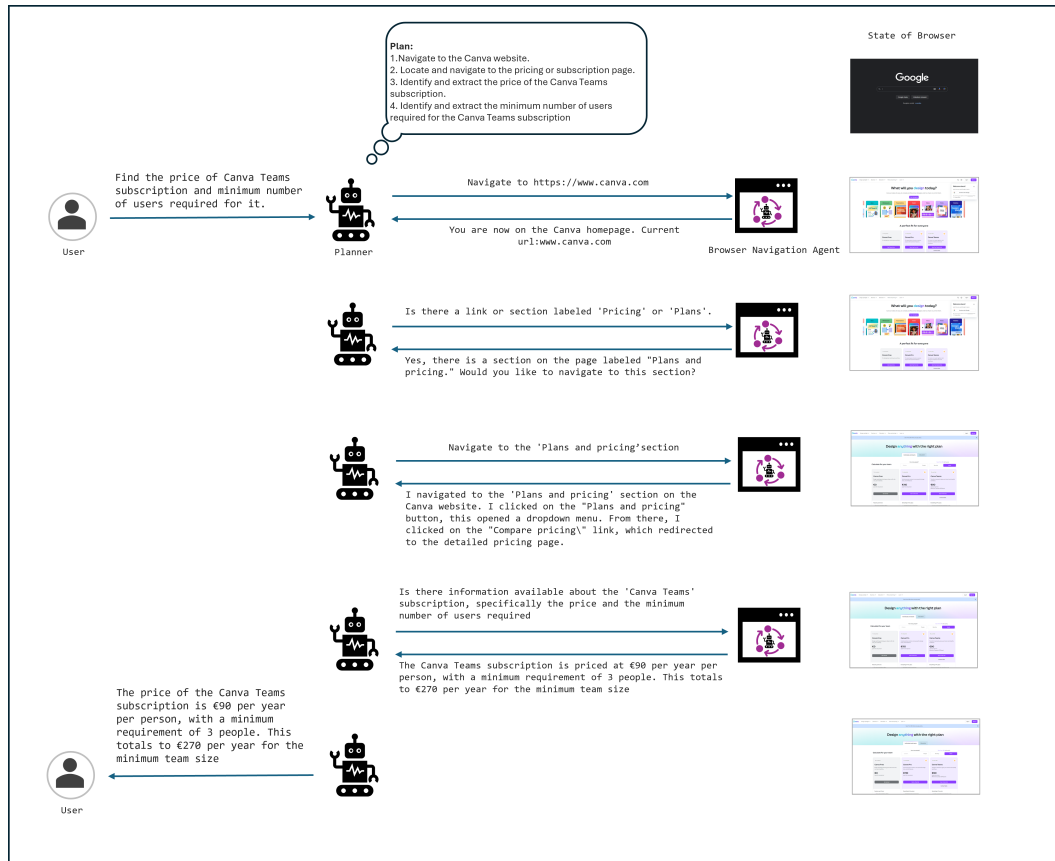 Plan:
1.Navigate to the Canva website.
2. Locate and navigate to the pricing or subscription page.
3. Identify and extract the price of the Canva Teams
subscription.
4. Identify and extract the minimum number of users
required for the Canva Teams subscription
State of Browser
Google
Find the price of Canva Teams
subscription and minimum number
of users required for it.
User
Planner
Navigate to https://www.canva.com
You are now on the Canva homepage. Current
url:www.canva.com
Browser Navigation Agent
What will you design today?
Is there a link or section labeled 'Pricing' or 'Plans'.
Yes, there is a section on the page labeled "Plans and
pricing." Would you like to navigate to this section?
What will you design today?
Navigate to the 'Plans and pricing’section
I navigated to the 'Plans and pricing' section on the
Canva website. I clicked on the "Plans and pricing"
button, this opened a dropdown menu. From there, I
clicked on the "Compare pricing\" link, which redirected
to the detailed pricing page.
Design anything with the right plan
Is there information available about the 'Canva Teams'
subscription, specifically the price and the minimum
number of users required
The Canva Teams subscription is priced at €90 per year per
person, with a minimum requirement of 3 people. This totals
to €270 per year for the minimum team size
Design anything with the right plan
The price of the Canva Teams
subscription is €90 per year
per person, with a minimum
requirement of 3 people. This
totals to €270 per year for the
minimum team size
User
Design anything with the right plan